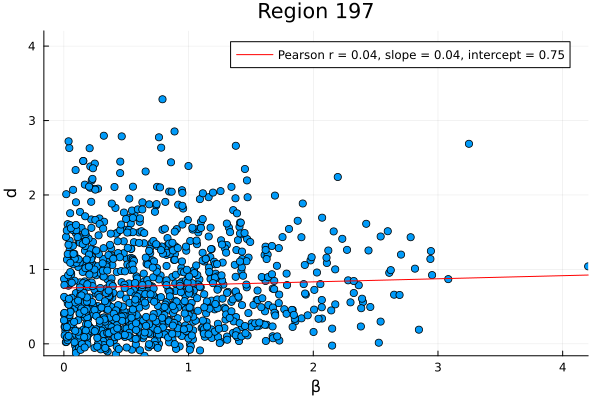 Region 197
Pearson r = 0.04, slope = 0.04, intercept = 0.75
d
4
3
2
1
0
0 1 2 3 4
β